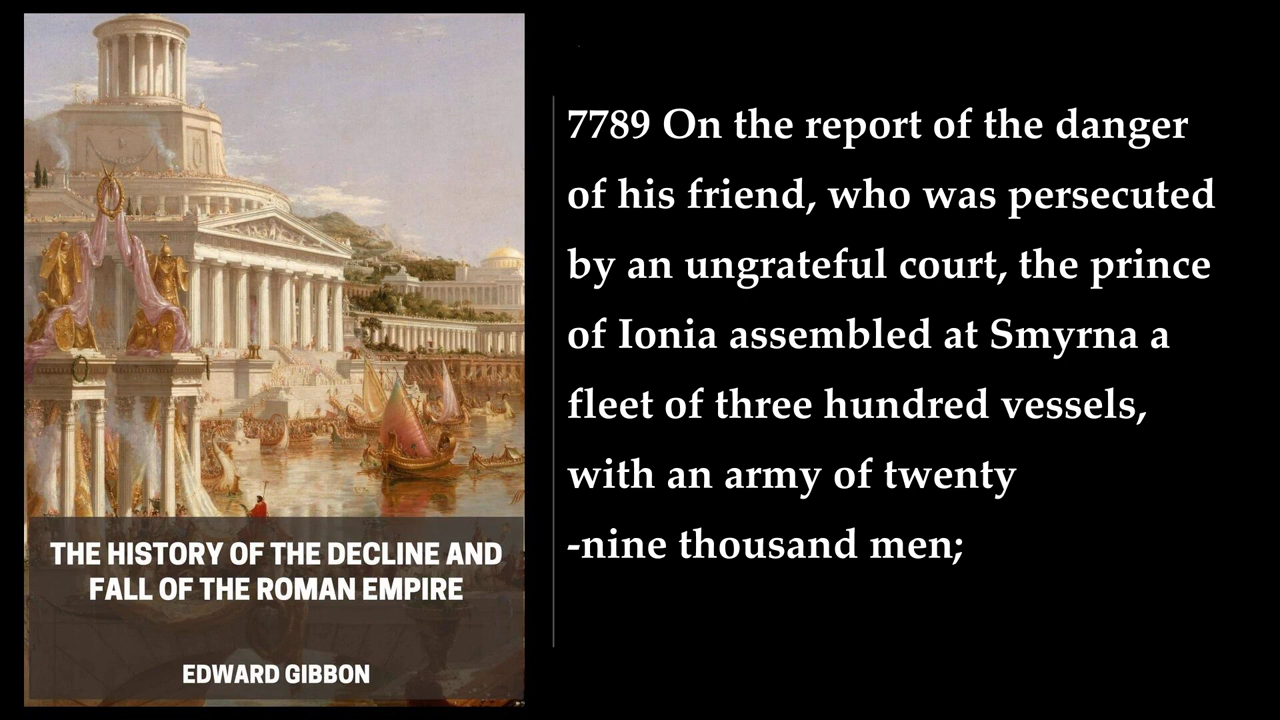 THE HISTORY OF THE DECLINE AND
FALL OF THE ROMAN EMPIRE
EDWARD GIBBON
7789 On the report of the danger
of his friend, who was persecuted
by an ungrateful court, the prince
of Ionia assembled at Smyrna a
fleet of three hundred vessels,
with an army of twenty
-nine thousand men;